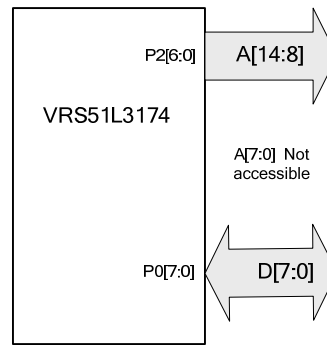 P2[6:0] A[14:8]
VRS51L3174
A[7:0] Not
accessible
P0[7:0] D[7:0]